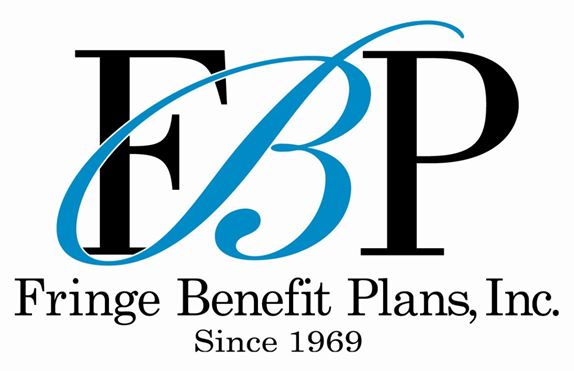 FBP
Fringe Benefit Plans, Inc.
Since 1969